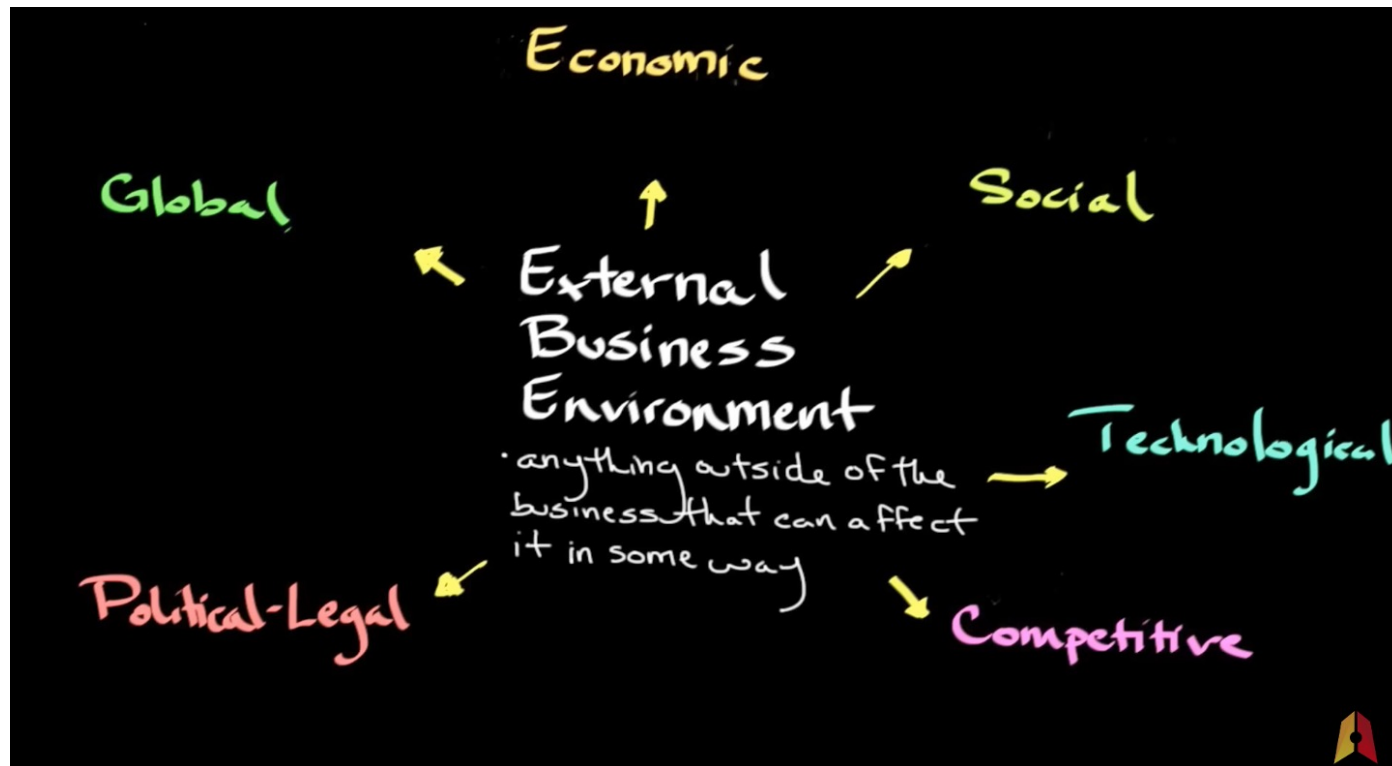 Economic
Global
Social
External
Business
Environment
· anything outside of the
business that can affect
it in some way
Technological
Political-Legal
Competitive